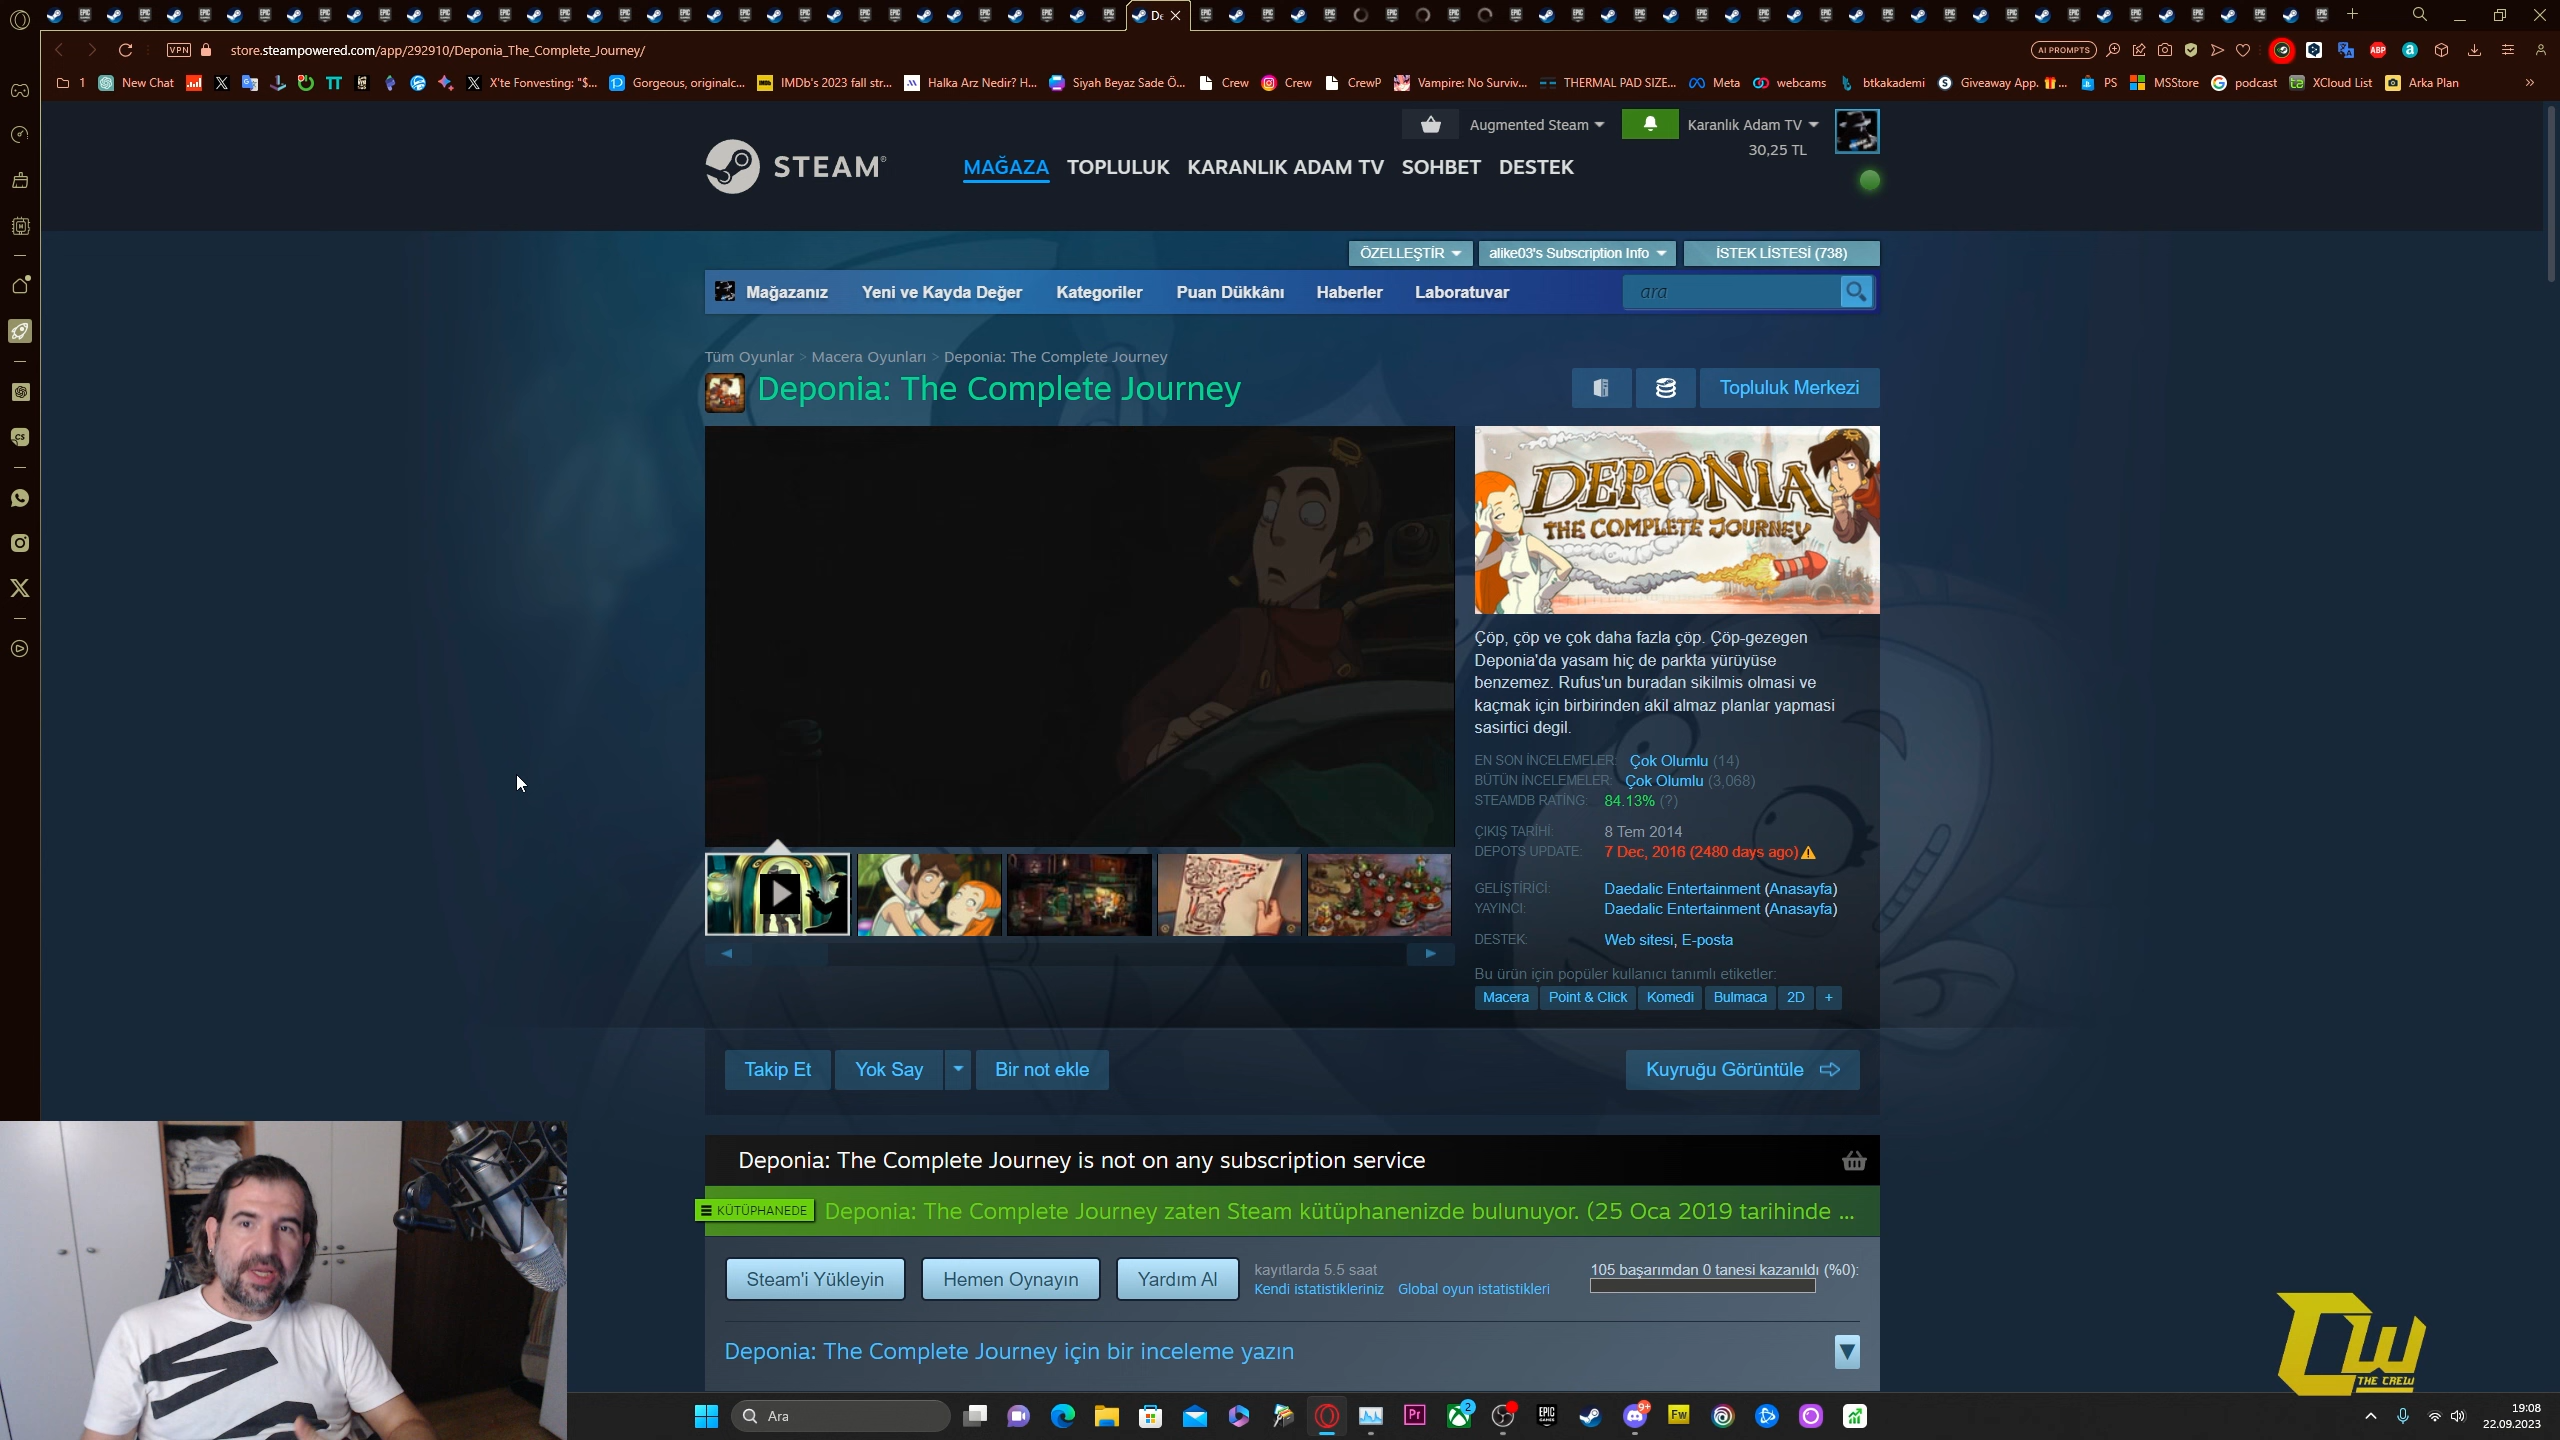 De
store.steampowered.com/app/292910/Deponia_The_Complete_Journey/
VPN
AI PROMPTS
1
New Chat
X'te Fonvesting: "$...
Gorgeous, originalc...
IMDb's 2023 fall str...
Halka Arz Nedir? H...
Siyah Beyaz Sade Ö...
Crew
Crew
CrewP
Vampire: No Surviv...
THERMAL PAD SIZE...
Meta
webcams
btkakademi
Giveaway App. ...
PS
MSStore
podcast
XCloud List
Arka Plan
STEAM®
MAĞAZA TOPLULUK KARANLIK ADAM TV SOHBET DESTEK
Augmented Steam
Karanlık Adam TV
30,25 TL
ÖZELLEŞTİR
alike03's Subscription Info
İSTEK LİSTESİ (738)
Mağazanız Yeni ve Kayda Değer Kategoriler Puan Dükkânı Haberler Laboratuvar
ara
Tüm Oyunlar > Macera Oyunları > Deponia: The Complete Journey
Deponia: The Complete Journey
Topluluk Merkezi
DEPONIA
THE COMPLETE JOURNEY
Çöp, çöp ve çok daha fazla çöp. Çöp-gezegen
Deponia'da yasam hiç de parkta yürüyüse
benzemez. Rufus'un buradan sikilmis olmasi ve
kaçmak için birbirinden akil almaz planlar yapmasi
sasirtici degil.
EN SON İNCELEMELER: Çok Olumlu (14)
BÜTÜN İNCELEMELER: Çok Olumlu (3,068)
STEAMDB RATING: 84.13% (?)
ÇIKIŞ TARİHİ: 8 Tem 2014
DEPOTS UPDATE: 7 Dec, 2016 (2480 days ago)
GELİŞTİRİCİ: Daedalic Entertainment (Anasayfa)
YAYINCI: Daedalic Entertainment (Anasayfa)
DESTEK: Web sitesi, E-posta
Bu ürün için popüler kullanıcı tanımlı etiketler:
Macera Point & Click Komedi Bulmaca 2D +
Takip Et
Yok Say
Bir not ekle
Kuyruğu Görüntüle
Deponia: The Complete Journey is not on any subscription service
KÜTÜPHANEDE
Deponia: The Complete Journey zaten Steam kütüphanenizde bulunuyor. (25 Oca 2019 tarihinde ...
Steam'i Yükleyin
Hemen Oynayın
Yardım Al
kayıtlarda 5.5 saat
Kendi istatistikleriniz Global oyun istatistikleri
105 başarımdan 0 tanesi kazanıldı (%0):
Deponia: The Complete Journey için bir inceleme yazın
CW
THE CREW
Ara
19:08
22.09.2023